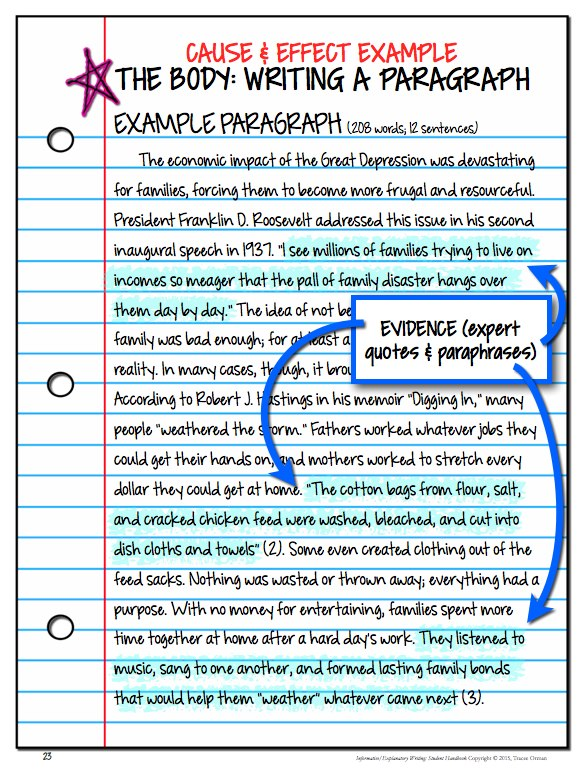 CAUSE & EFFECT EXAMPLE
THE BODY: WRITING A PARAGRAPH
EXAMPLE PARAGRAPH (208 words; 12 sentences)
The economic impact of the Great Depression was devastating
for families, forcing them to become more frugal and resourceful.
President Franklin D. Roosevelt addressed this issue in his second
inaugural speech in 1937. "I see millions of families trying to live on
incomes so meager that the pall of family disaster hangs over
them day by day." The idea of not be
family was bad enough; for at least a
reality. In many cases, though, it brou
According to Robert J. Hastings in his memoir "Digging In," many
people "weathered the storm." Fathers worked whatever jobs they
could get their hands on, and mothers worked to stretch every
dollar they could get at home. "The cotton bags from flour, salt,
and cracked chicken feed were washed, bleached, and cut into
dish cloths and towels" (2). Some even created clothing out of the
feed sacks. Nothing was wasted or thrown away; everything had a
purpose. With no money for entertaining, families spent more
time together at home after a hard day's work. They listened to
music, sang to one another, and formed lasting family bonds
that would help them "weather" whatever came next (3).
EVIDENCE (expert
quotes & paraphrases)
23
Informative/Explanatory Writing: Student Handbook Copyright © 2015, Tracee Orman